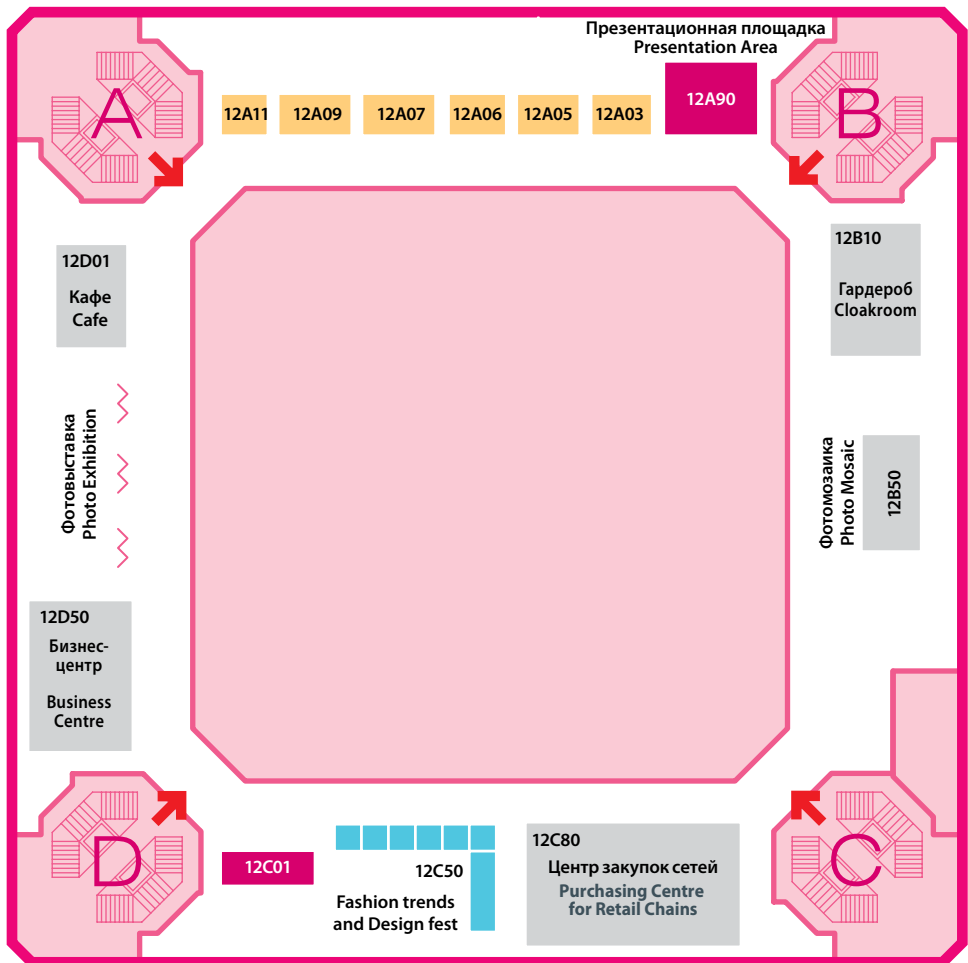 Презентационная площадка
Presentation Area
A
12A11
12A09
12A07
12A06
12A05
12A03
12A90
B
12D01
Кафе
Cafe
12B10
Гардероб
Cloakroom
Фотовыставка
Photo Exhibition
Фотомозаика
Photo Mosaic
12B50
12D50
Бизнес-
центр
Business
Centre
D
12C01
12C50
Fashion trends
and Design fest
12C80
Центр закупок сетей
Purchasing Centre
for Retail Chains
C